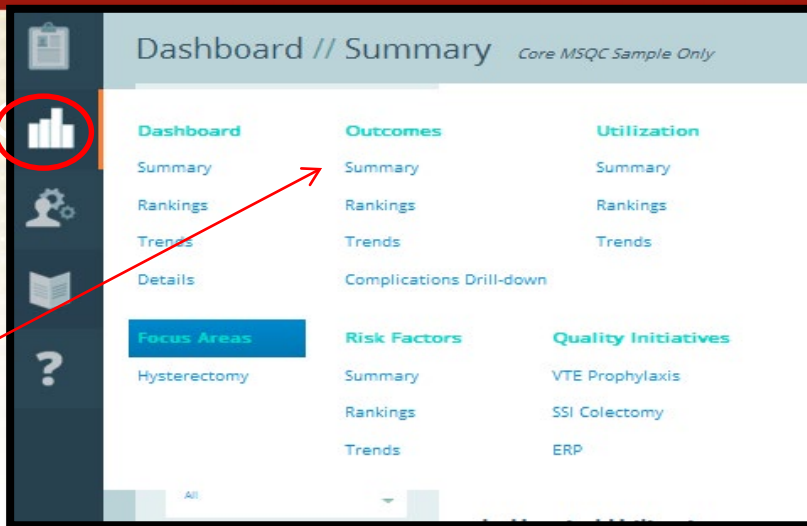 Dashboard // Summary Core MSQC Sample Only
Dashboard Outcomes Utilization
Summary Summary Summary
Rankings Rankings Rankings
Trends Trends Trends
Details Complications Drill-down
Focus Areas Risk Factors Quality Initiatives
Hysterectomy Summary VTE Prophylaxis
Rankings SSI Colectomy
Trends ERP
?
All